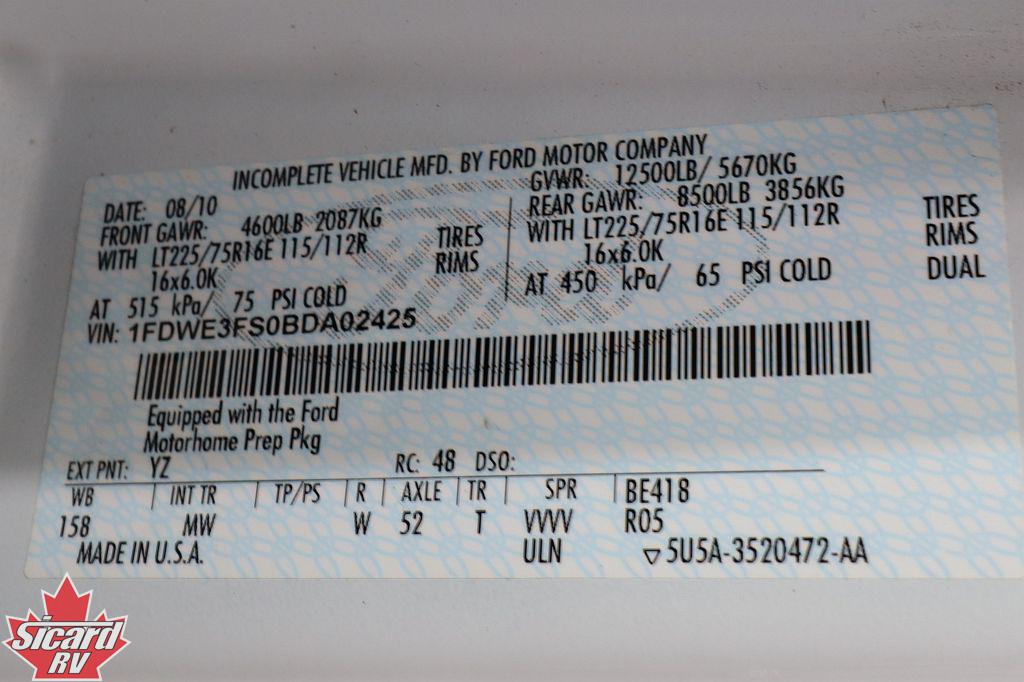 INCOMPLETE VEHICLE MFD. BY FORD MOTOR COMPANY
DATE: 08/10
GVWR: 12500LB/ 5670KG
FRONT GAWR: 4600LB 2087KG
REAR GAWR: 8500LB 3856KG
WITH LT225/75R16E 115/112R TIRES
WITH LT225/75R16E 115/112R TIRES
16x6.0K RIMS
16x6.0K RIMS
AT 515 kPa/ 75 PSI COLD
AT 450 kPa/ 65 PSI COLD DUAL
VIN: 1FDWE3FS0BDA02425
Equipped with the Ford
Motorhome Prep Pkg
EXT PNT: YZ RC: 48 DSO:
WB INT TR TP/PS R AXLE TR SPR BE418
158 MW W 52 T VVVV R05
MADE IN U.S.A. ULN ▽5U5A-3520472-AA
Sicard
RV